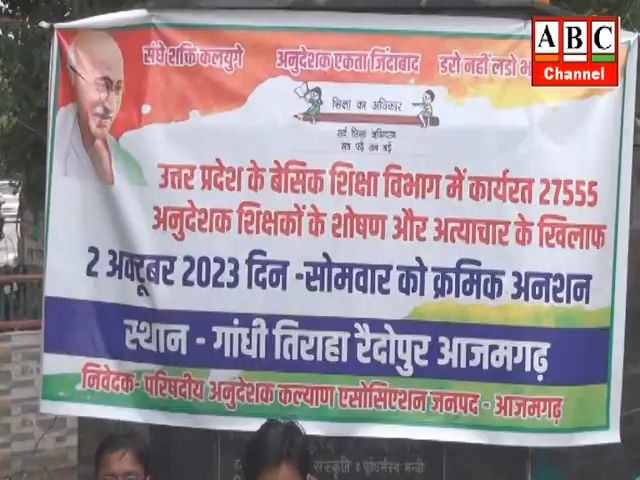 ABC
Channel
संघे शक्ति कलयुगे अनुदेशक एकता जिंदाबाद डरो नहीं लडो
शिक्षा का अधिकार
सर्व शिक्षा अभियान
सब पढ़ें सब बढ़ें
उत्तर प्रदेश के बेसिक शिक्षा विभाग में कार्यरत 27555
अनुदेशक शिक्षकों के शोषण और अत्याचार के खिलाफ
2 अक्टूबर 2023 दिन -सोमवार को क्रमिक अनशन
स्थान - गांधी तिराहा रैदोपुर आजमगढ़
निवेदक- परिषदीय अनुदेशक कल्याण एसोसिएशन जनपद - आजमगढ़
संस्कृति व